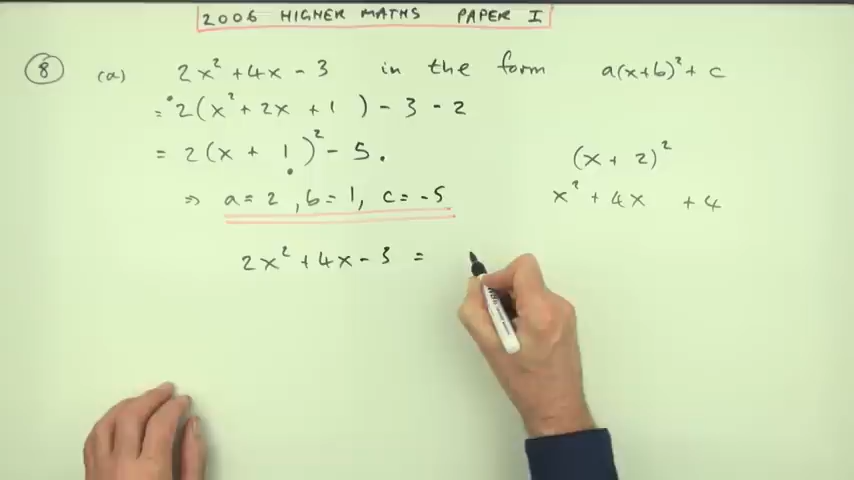 2006 HIGHER MATHS PAPER I
8 (a) 2x² + 4x - 3 in the form a(x+b)² + c
= 2(x² + 2x + 1) - 3 - 2
= 2(x + 1)² - 5.
⇒ a = 2, b = 1, c = -5
(x + 2)²
x² + 4x + 4
2x² + 4x - 3 =